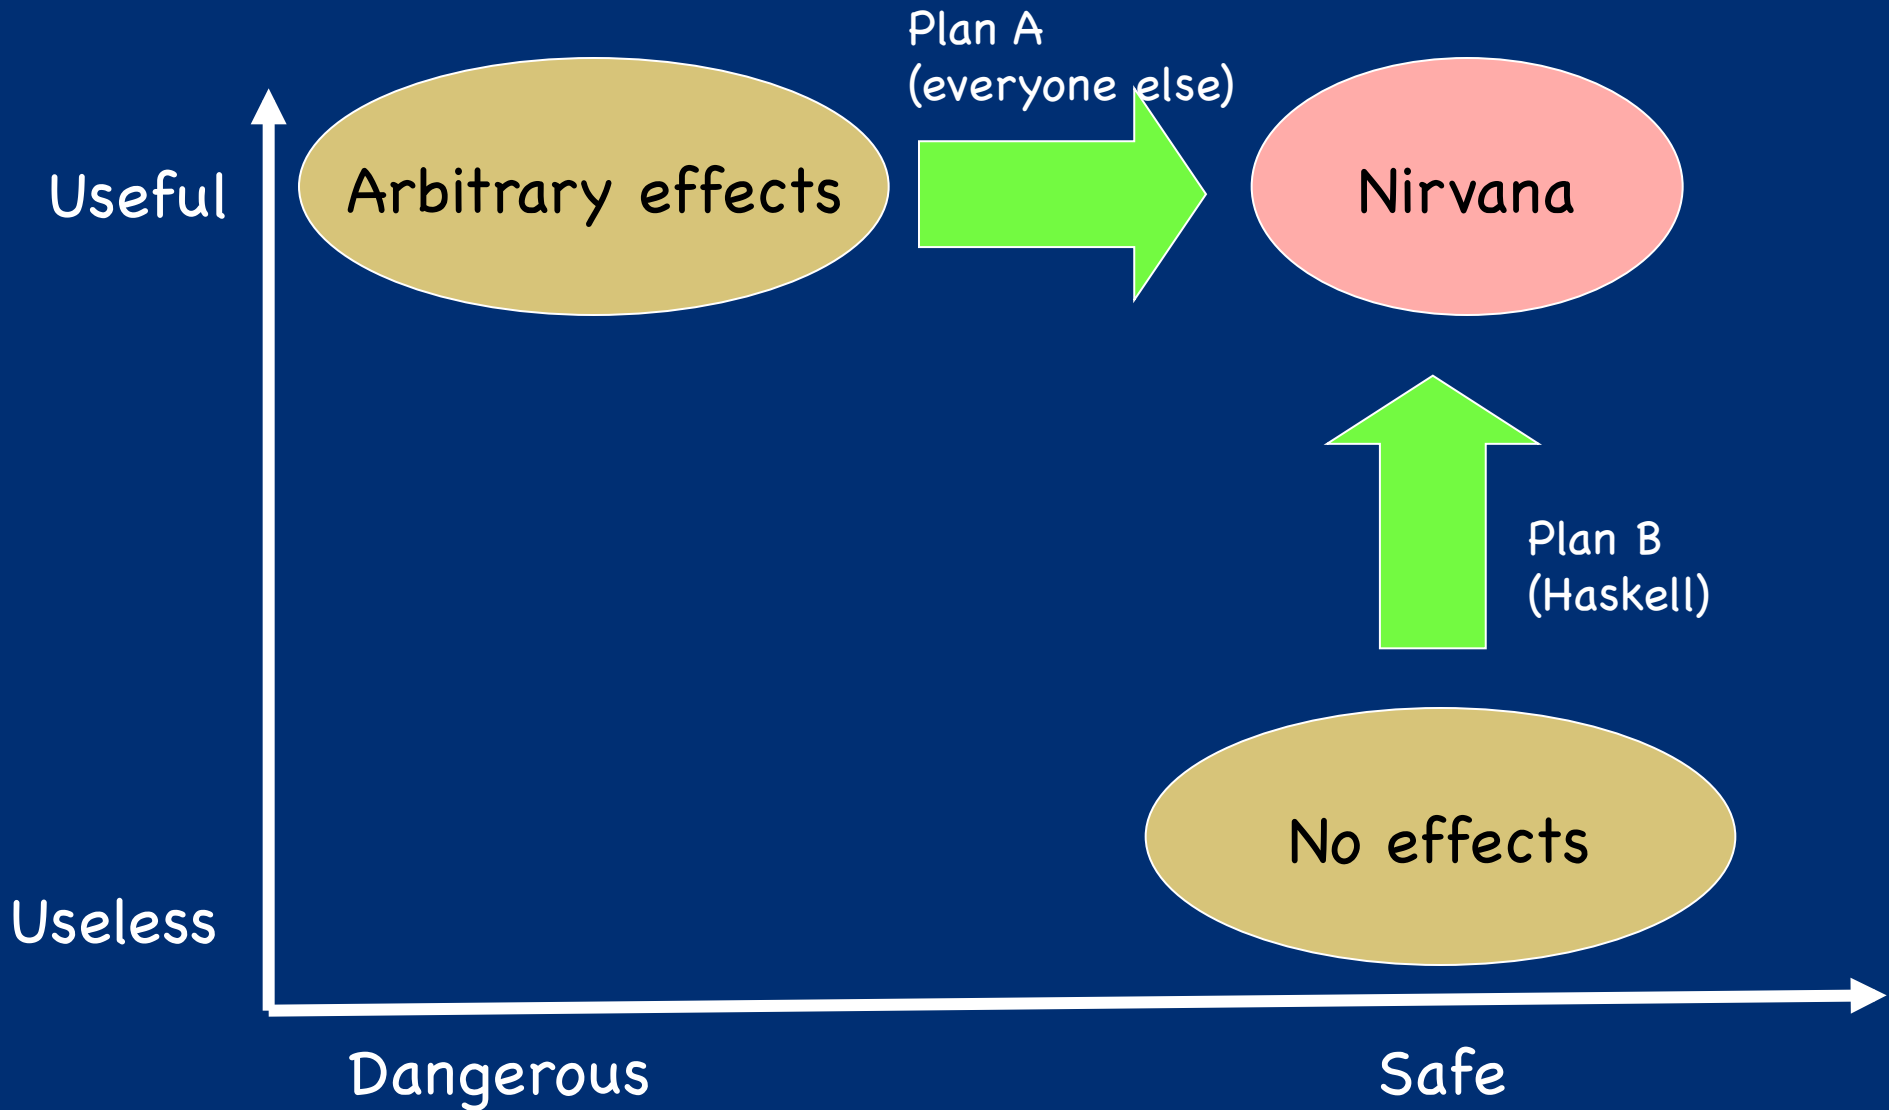 Plan A
(everyone else)
Useful
Arbitrary effects
Nirvana
Plan B
(Haskell)
No effects
Useless
Dangerous
Safe